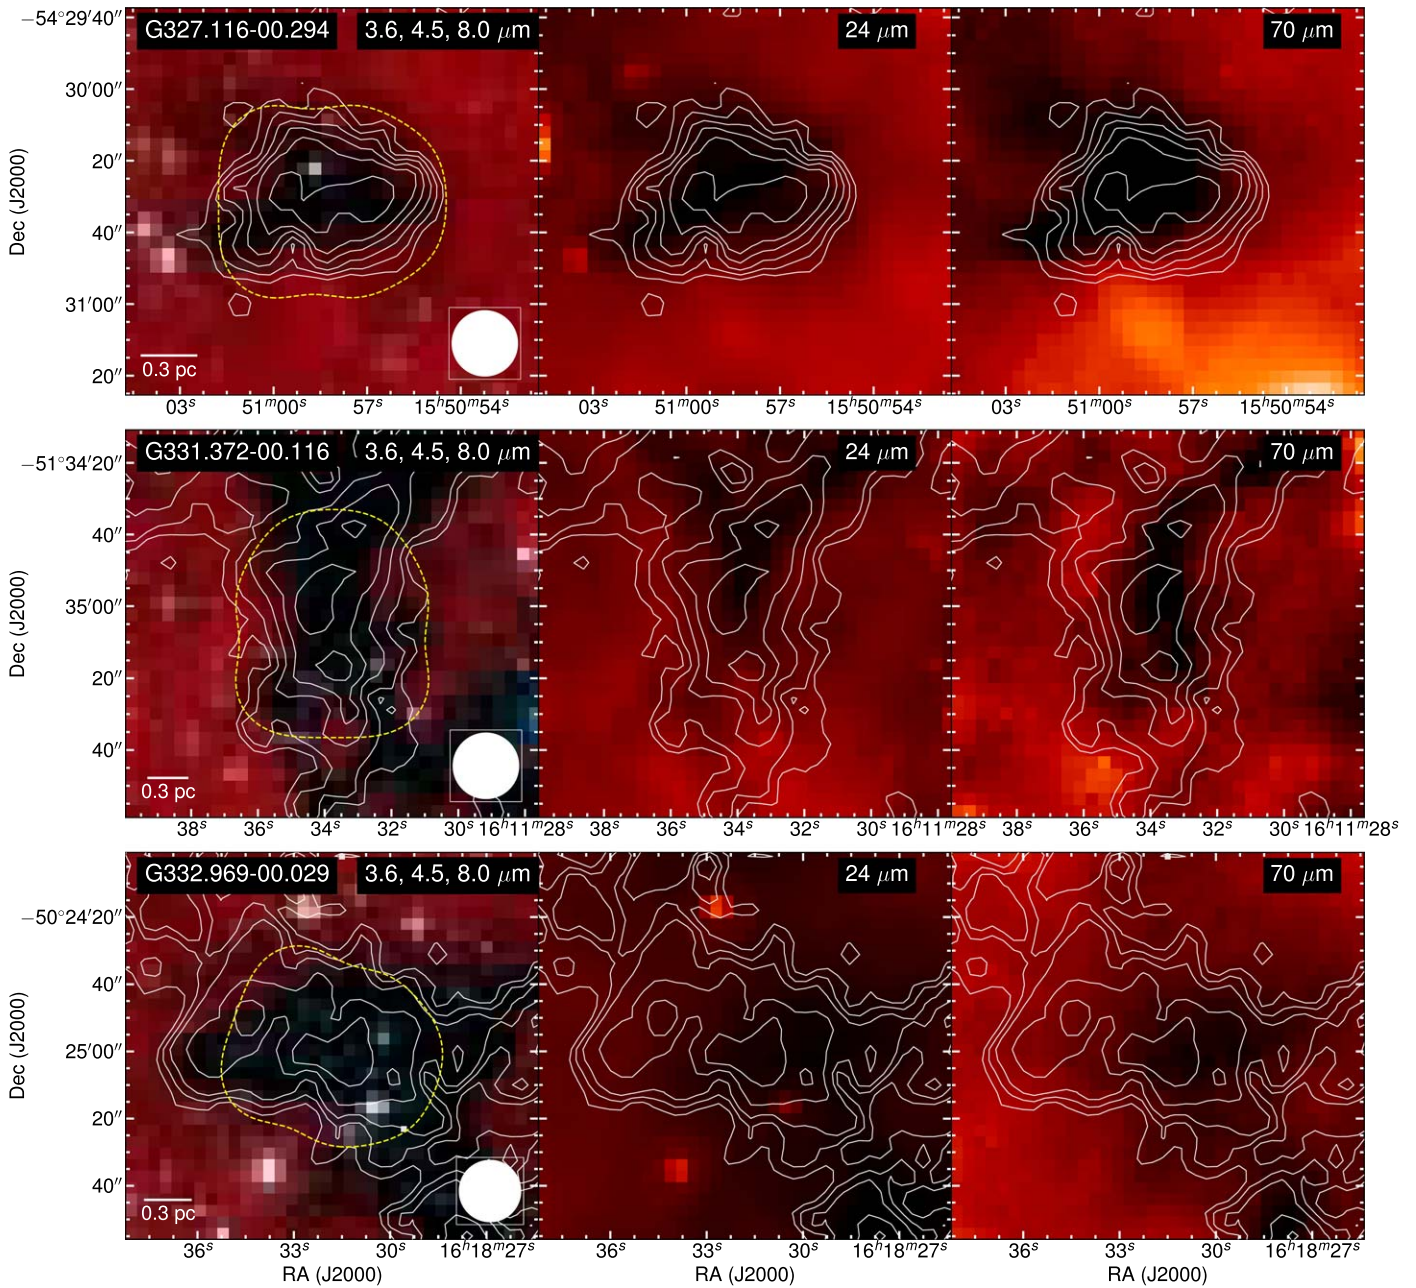 G327.116-00.294 3.6, 4.5, 8.0 μm 24 μm 70 μm
Dec (J2000)
−54°29′40″
30′00″
20″
40″
31′00″
20″
0.3 pc
03ˢ 51ᵐ00ˢ 57ˢ 15ʰ50ᵐ54ˢ 03ˢ 51ᵐ00ˢ 57ˢ 15ʰ50ᵐ54ˢ 03ˢ 51ᵐ00ˢ 57ˢ 15ʰ50ᵐ54ˢ
G331.372-00.116 3.6, 4.5, 8.0 μm 24 μm 70 μm
Dec (J2000)
−51°34′20″
40″
35′00″
20″
40″
0.3 pc
38ˢ 36ˢ 34ˢ 32ˢ 30ˢ 16ʰ11ᵐ28ˢ 38ˢ 36ˢ 34ˢ 32ˢ 30ˢ 16ʰ11ᵐ28ˢ 38ˢ 36ˢ 34ˢ 32ˢ 30ˢ 16ʰ11ᵐ28ˢ
G332.969-00.029 3.6, 4.5, 8.0 μm 24 μm 70 μm
Dec (J2000)
−50°24′20″
40″
25′00″
20″
40″
0.3 pc
36ˢ 33ˢ 30ˢ 16ʰ18ᵐ27ˢ 36ˢ 33ˢ 30ˢ 16ʰ18ᵐ27ˢ 36ˢ 33ˢ 30ˢ 16ʰ18ᵐ27ˢ
RA (J2000) RA (J2000) RA (J2000)